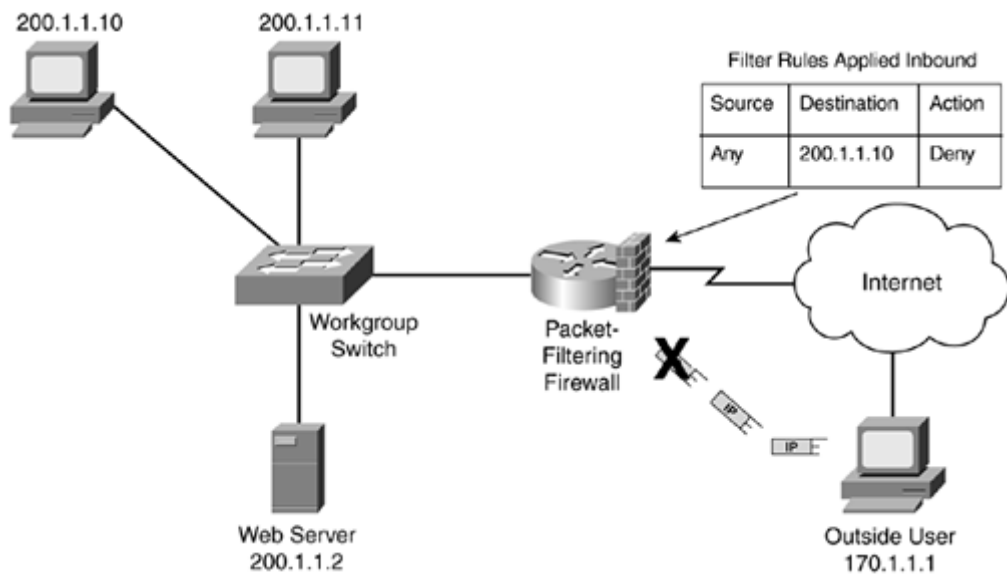 200.1.1.10
200.1.1.11
Filter Rules Applied Inbound
Source Destination Action
Any 200.1.1.10 Deny
Internet
Workgroup
Switch
Packet-
Filtering
Firewall
X
IP
IP
Web Server
200.1.1.2
Outside User
170.1.1.1